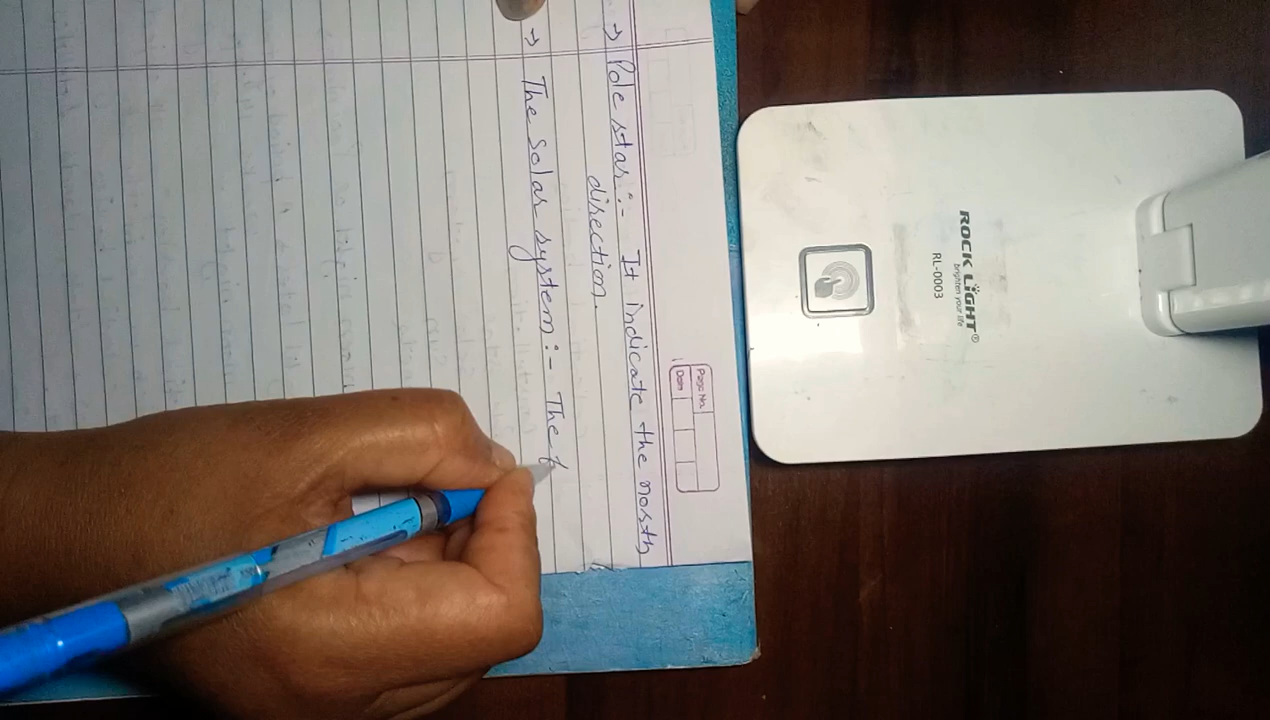 Page No.
Date
→ Pole star :- It indicate the north
direction.
→ The Solar system :- The
ROCK LiGHT®
brighten your life
RL-0003